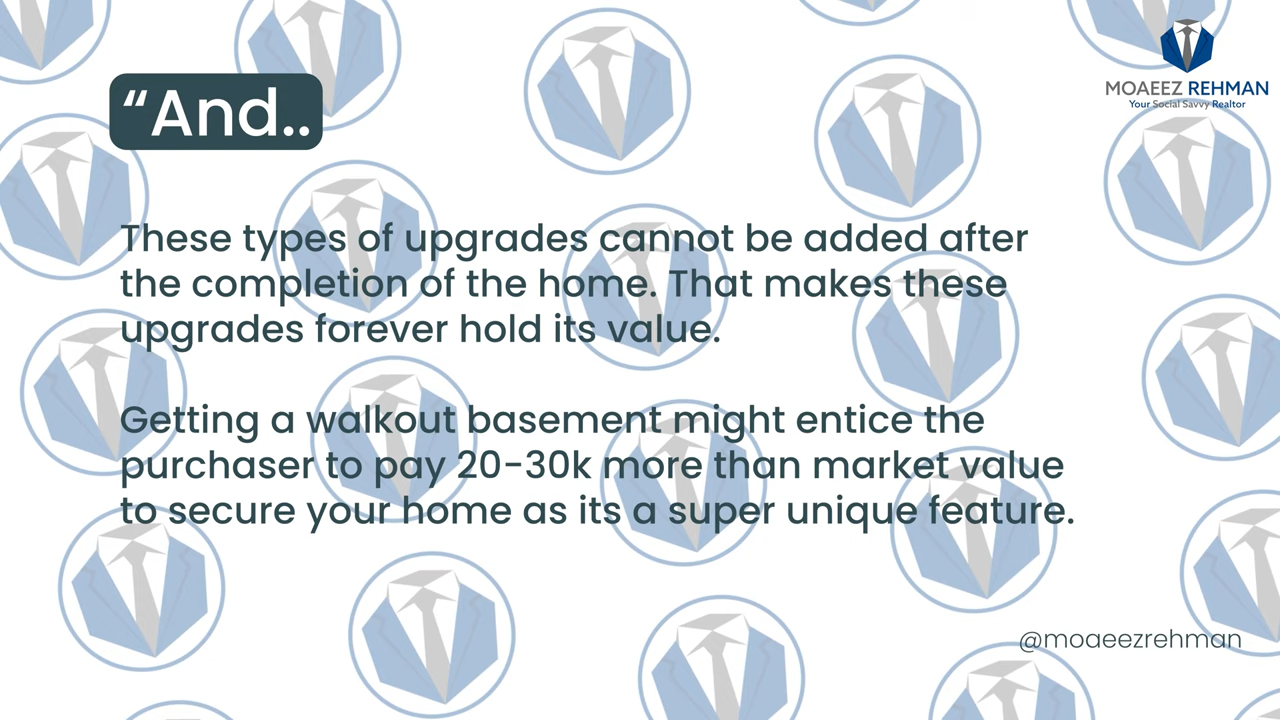 MOAEEZ REHMAN
Your Social Savvy Realtor
“And..
These types of upgrades cannot be added after
the completion of the home. That makes these
upgrades forever hold its value.
Getting a walkout basement might entice the
purchaser to pay 20-30k more than market value
to secure your home as its a super unique feature.
@moaeezrehman